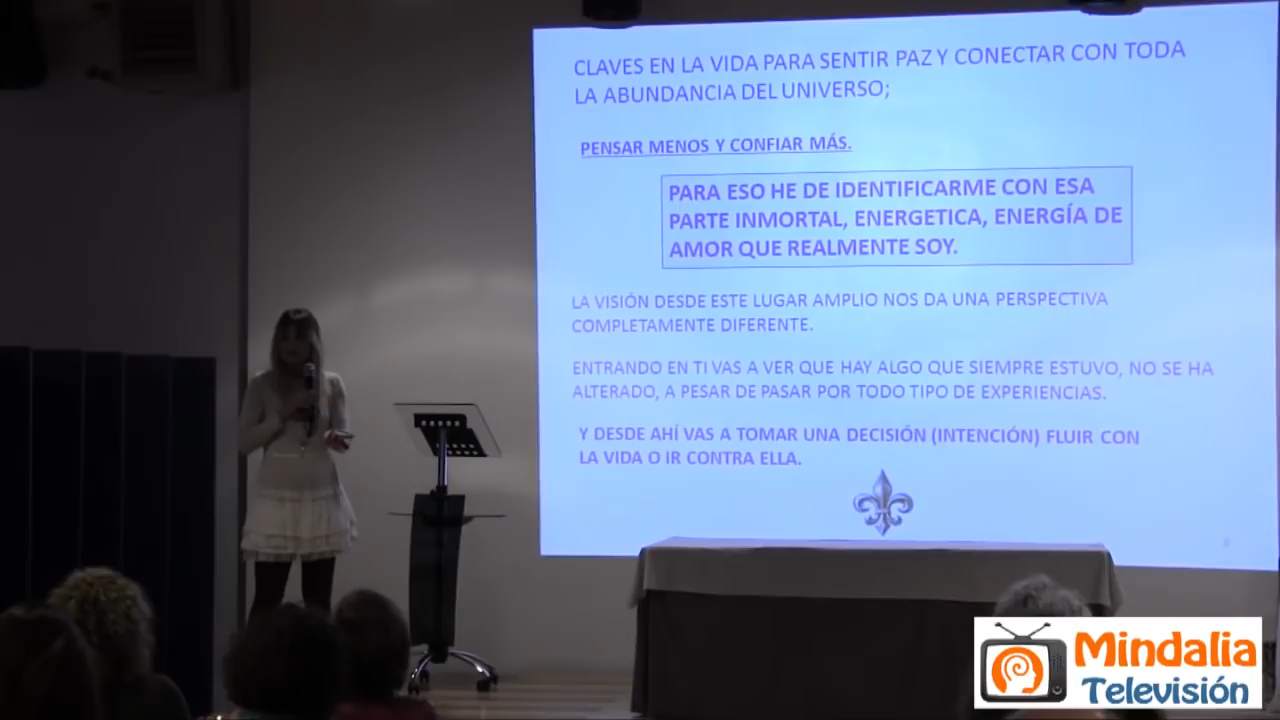 CLAVES EN LA VIDA PARA SENTIR PAZ Y CONECTAR CON TODA
LA ABUNDANCIA DEL UNIVERSO;
PENSAR MENOS Y CONFIAR MÁS.
PARA ESO HE DE IDENTIFICARME CON ESA
PARTE INMORTAL, ENERGETICA, ENERGÍA DE
AMOR QUE REALMENTE SOY.
LA VISIÓN DESDE ESTE LUGAR AMPLIO NOS DA UNA PERSPECTIVA
COMPLETAMENTE DIFERENTE.
ENTRANDO EN TI VAS A VER QUE HAY ALGO QUE SIEMPRE ESTUVO, NO SE HA
ALTERADO, A PESAR DE PASAR POR TODO TIPO DE EXPERIENCIAS.
Y DESDE AHÍ VAS A TOMAR UNA DECISIÓN (INTENCIÓN) FLUIR CON
LA VIDA O IR CONTRA ELLA.
Mindalia
Televisión